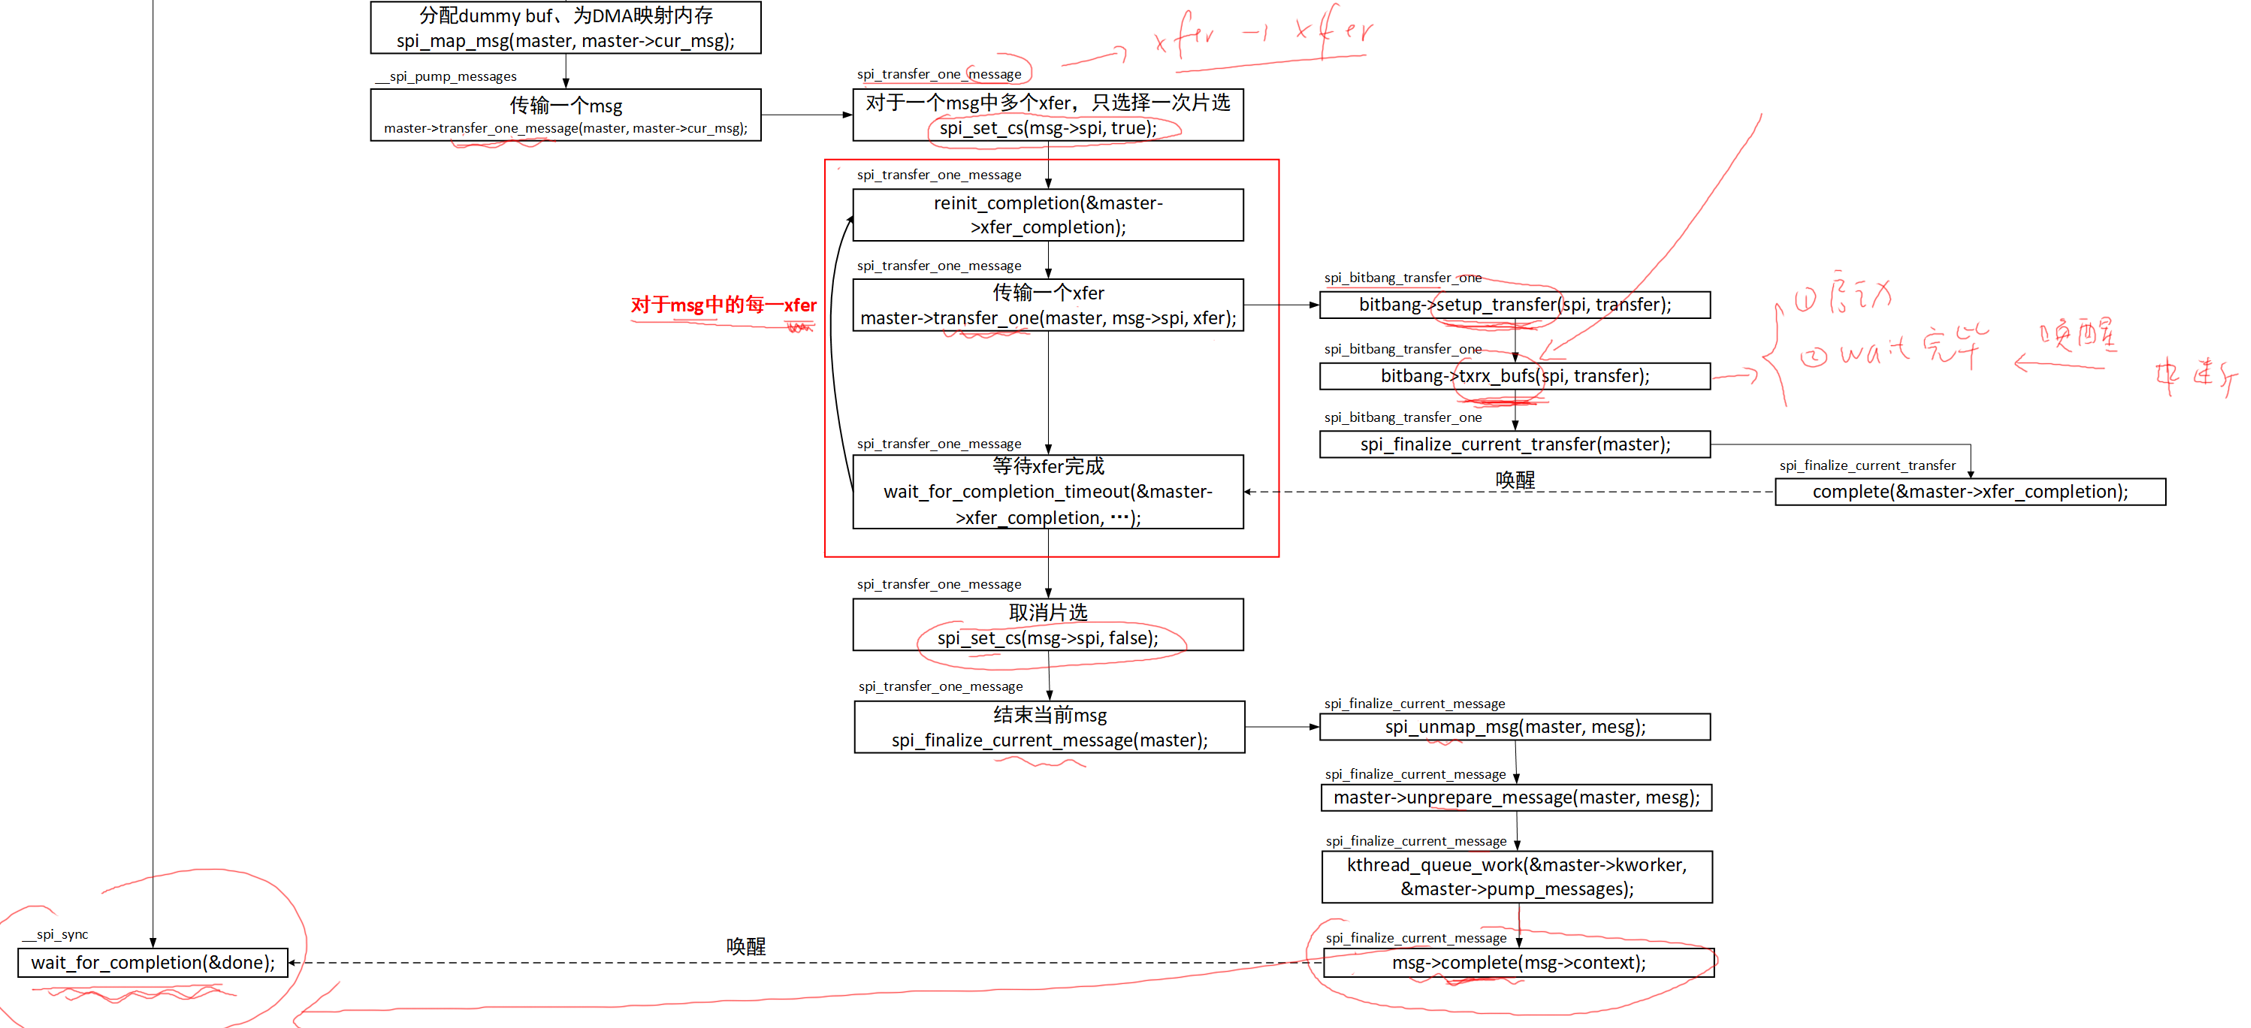 分配dummy buf、为DMA映射内存
spi_map_msg(master, master->cur_msg);
__spi_pump_messages
传输一个msg
master->transfer_one_message(master, master->cur_msg);
spi_transfer_one_message
xfer → xfer
对于一个msg中多个xfer，只选择一次片选
spi_set_cs(msg->spi, true);
spi_transfer_one_message
reinit_completion(&master-
>xfer_completion);
对于msg中的每一xfer
spi_transfer_one_message
传输一个xfer
master->transfer_one(master, msg->spi, xfer);
spi_bitbang_transfer_one
bitbang->setup_transfer(spi, transfer);
spi_bitbang_transfer_one
bitbang->txrx_bufs(spi, transfer);
①
② wait 完毕
唤醒
spi_bitbang_transfer_one
spi_finalize_current_transfer(master);
spi_finalize_current_transfer
complete(&master->xfer_completion);
唤醒
spi_transfer_one_message
等待xfer完成
wait_for_completion_timeout(&master-
>xfer_completion, …);
spi_transfer_one_message
取消片选
spi_set_cs(msg->spi, false);
spi_transfer_one_message
结束当前msg
spi_finalize_current_message(master);
spi_finalize_current_message
spi_unmap_msg(master, mesg);
spi_finalize_current_message
master->unprepare_message(master, mesg);
spi_finalize_current_message
kthread_queue_work(&master->kworker,
&master->pump_messages);
spi_finalize_current_message
msg->complete(msg->context);
唤醒
__spi_sync
wait_for_completion(&done);